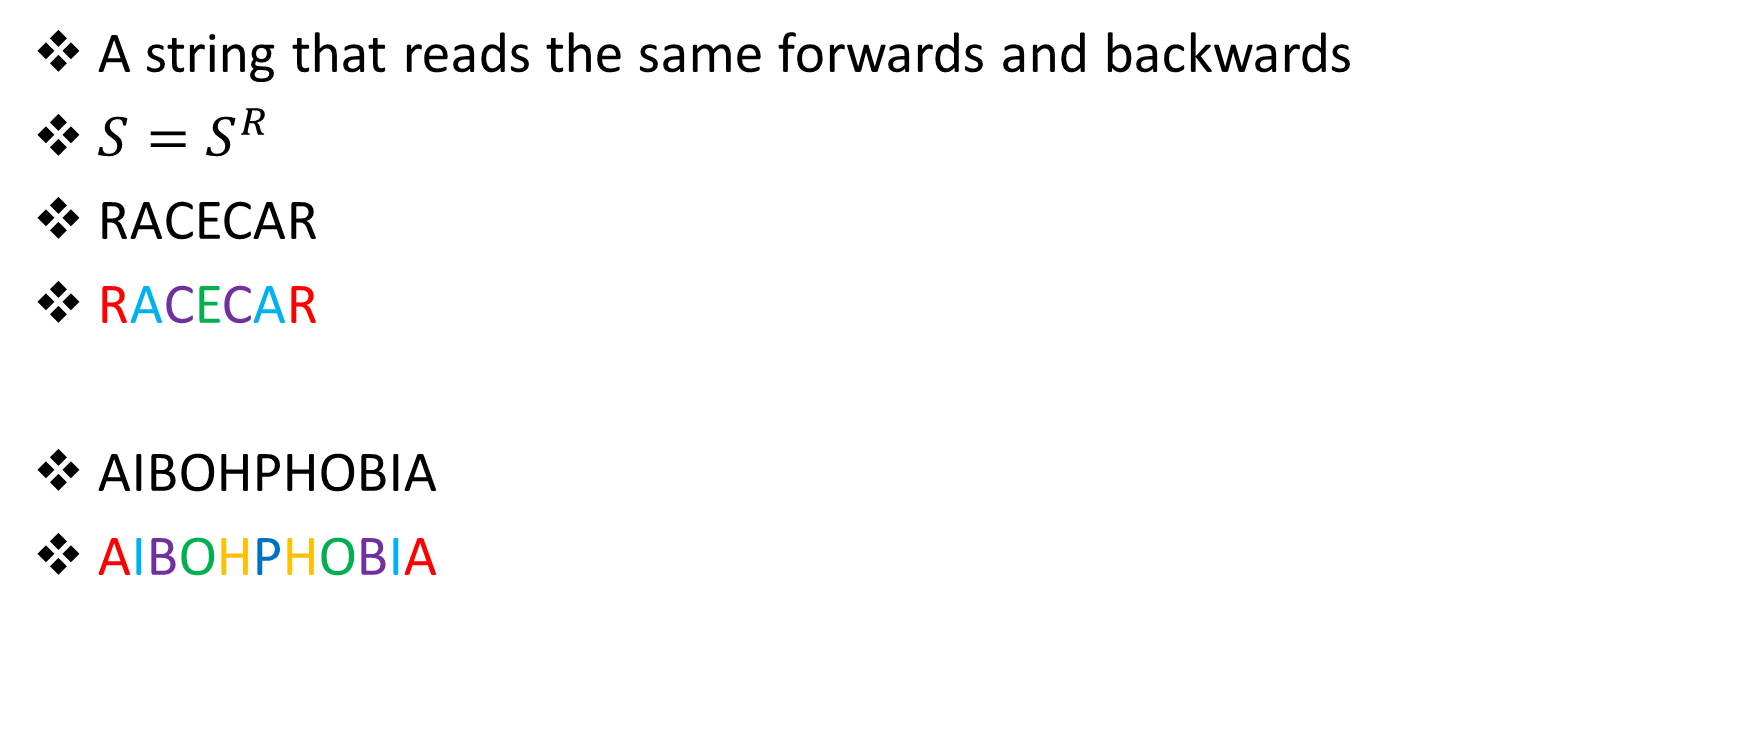 ❖ A string that reads the same forwards and backwards
❖ $S = S^R$
❖ RACECAR
❖ RACECAR
❖ AIBOHPHOBIA
❖ AIBOHPHOBIA